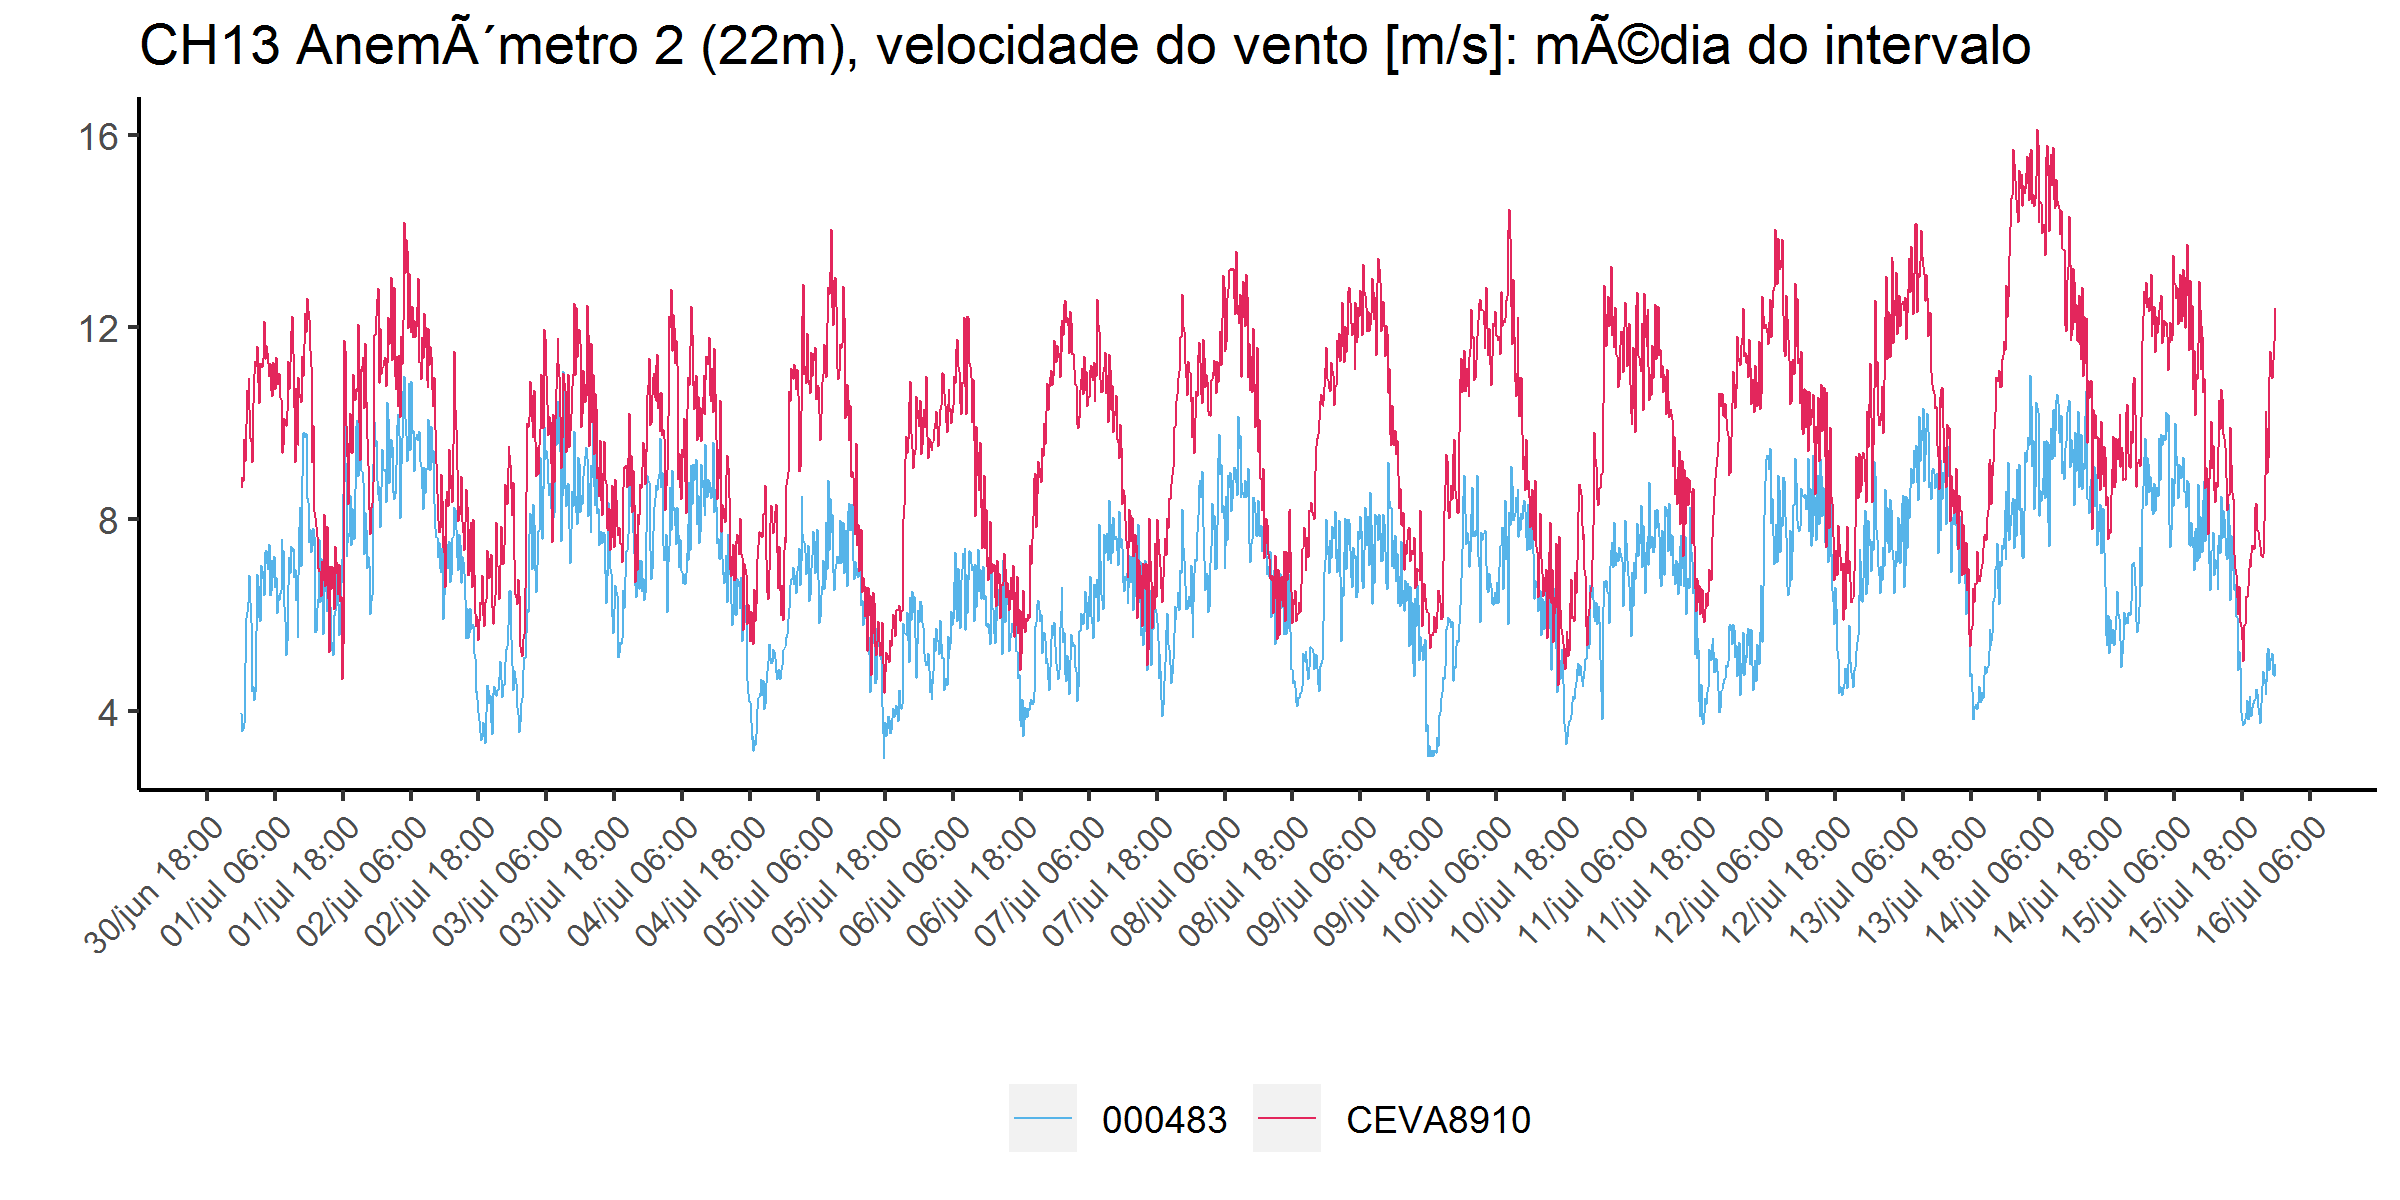 CH13 AnemÃ´metro 2 (22m), velocidade do vento [m/s]: mÃ©dia do intervalo
16
12
8
4
30/jun 18:00
01/jul 06:00
01/jul 18:00
02/jul 06:00
02/jul 18:00
03/jul 06:00
03/jul 18:00
04/jul 06:00
04/jul 18:00
05/jul 06:00
05/jul 18:00
06/jul 06:00
06/jul 18:00
07/jul 06:00
07/jul 18:00
08/jul 06:00
08/jul 18:00
09/jul 06:00
09/jul 18:00
10/jul 06:00
10/jul 18:00
11/jul 06:00
11/jul 18:00
12/jul 06:00
12/jul 18:00
13/jul 06:00
13/jul 18:00
14/jul 06:00
14/jul 18:00
15/jul 06:00
15/jul 18:00
16/jul 06:00
000483
CEVA8910